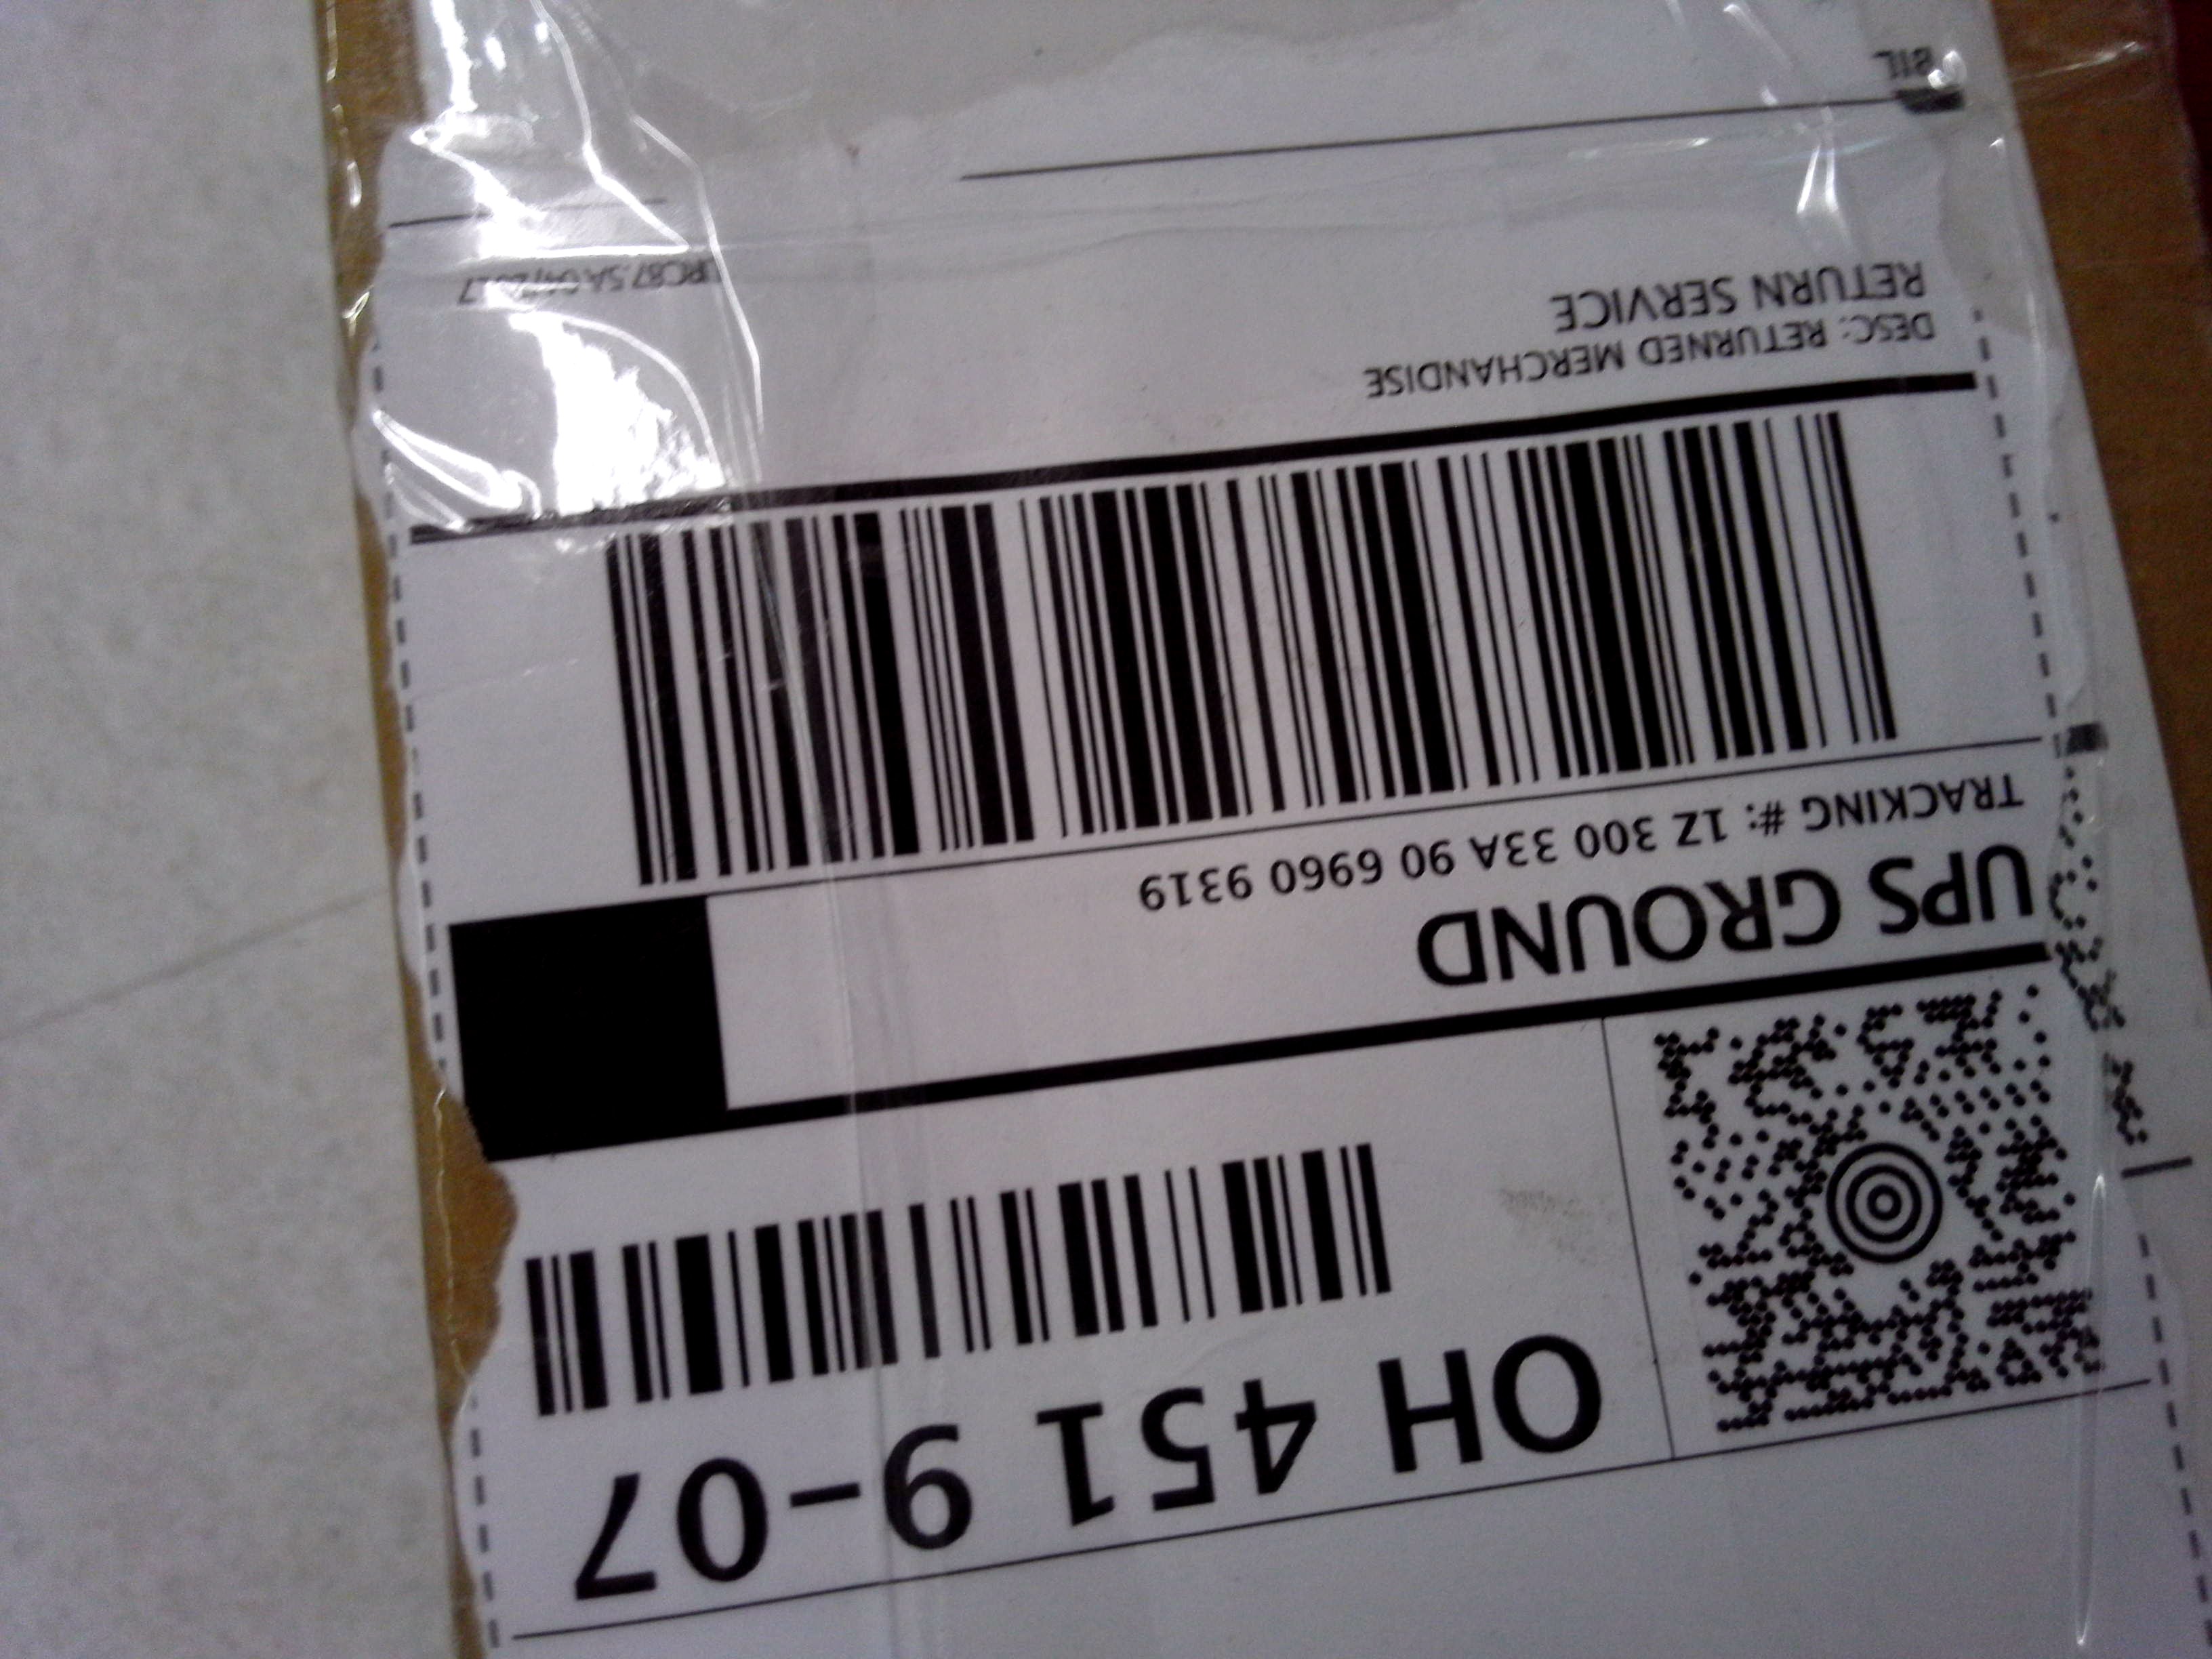 OH 451 9-07
UPS GROUND
TRACKING #: 1Z 300 33A 90 6960 9319
DESC: RETURNED MERCHANDISE
RETURN SERVICE